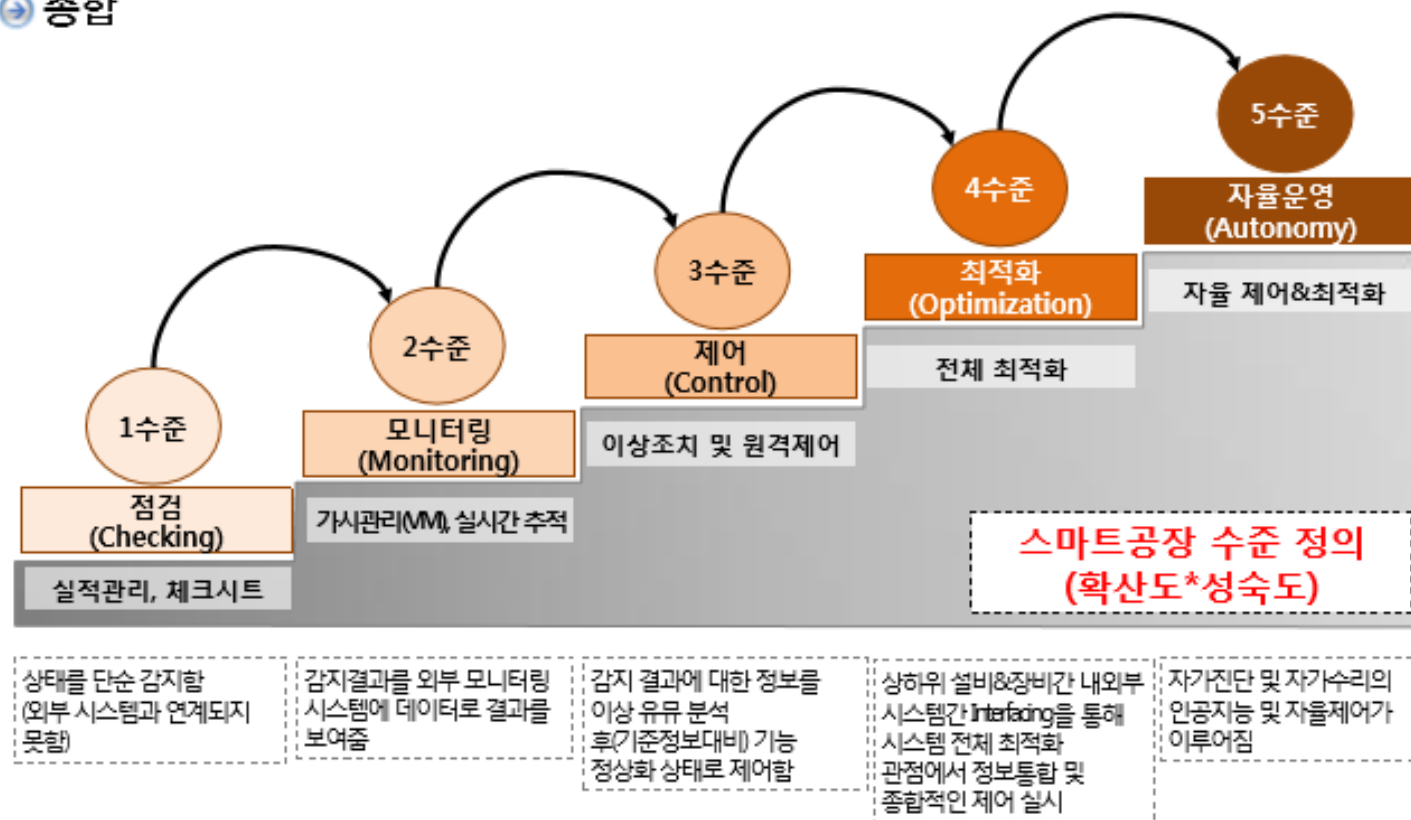 종합
5수준
자율운영
(Autonomy)
자율 제어&최적화
4수준
최적화
(Optimization)
전체 최적화
3수준
제어
(Control)
이상조치 및 원격제어
2수준
모니터링
(Monitoring)
가시관리(VM), 실시간 추적
1수준
점검
(Checking)
실적관리, 체크시트
스마트공장 수준 정의
(확산도*성숙도)
상태를 단순 감지함
(외부 시스템과 연계되지
못함)
감지결과를 외부 모니터링
시스템에 데이터로 결과를
보여줌
감지 결과에 대한 정보를
이상 유뮤 분석
후(기준정보대비) 기능
정상화 상태로 제어함
상하위 설비&장비간 내외부
시스템간 Interfacing을 통해
시스템 전체 최적화
관점에서 정보통합 및
종합적인 제어 실시
자가진단 및 자가수리의
인공지능 및 자율제어가
이루어짐